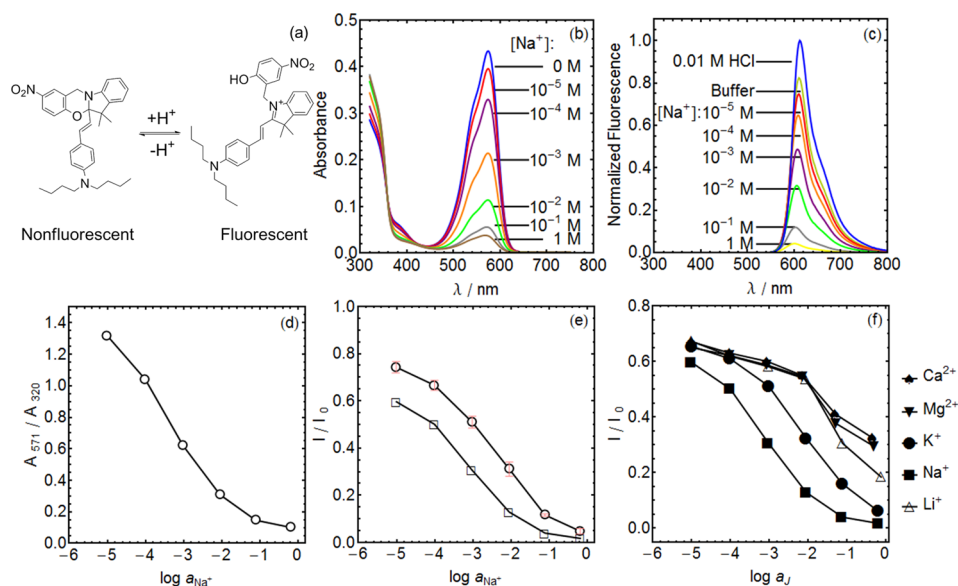 (a)
O₂N
N
O
N
+H⁺
-H⁺
NO₂
HO
N⁺
N
Nonfluorescent
Fluorescent
(b)
[Na⁺]:
0 M
10⁻⁵ M
10⁻⁴ M
10⁻³ M
10⁻² M
10⁻¹ M
1 M
Absorbance
0.5
0.4
0.3
0.2
0.1
0.0
300 400 500 600 700 800
λ / nm
(c)
0.01 M HCl
Buffer
[Na⁺]:10⁻⁵ M
10⁻⁴ M
10⁻³ M
10⁻² M
10⁻¹ M
1 M
Normalized Fluorescence
1.0
0.8
0.6
0.4
0.2
0.0
400 500 600 700 800
λ / nm
(d)
A 571 / A 320
1.4
1.2
1.0
0.8
0.6
0.4
0.2
0.0
−6 −5 −4 −3 −2 −1 0
log aNa⁺
(e)
I / I0
1.0
0.8
0.6
0.4
0.2
0.0
−6 −5 −4 −3 −2 −1 0
log aNa⁺
(f)
I / I0
0.8
0.6
0.4
0.2
0.0
−6 −5 −4 −3 −2 −1 0
log aJ
Ca²⁺
Mg²⁺
K⁺
Na⁺
Li⁺